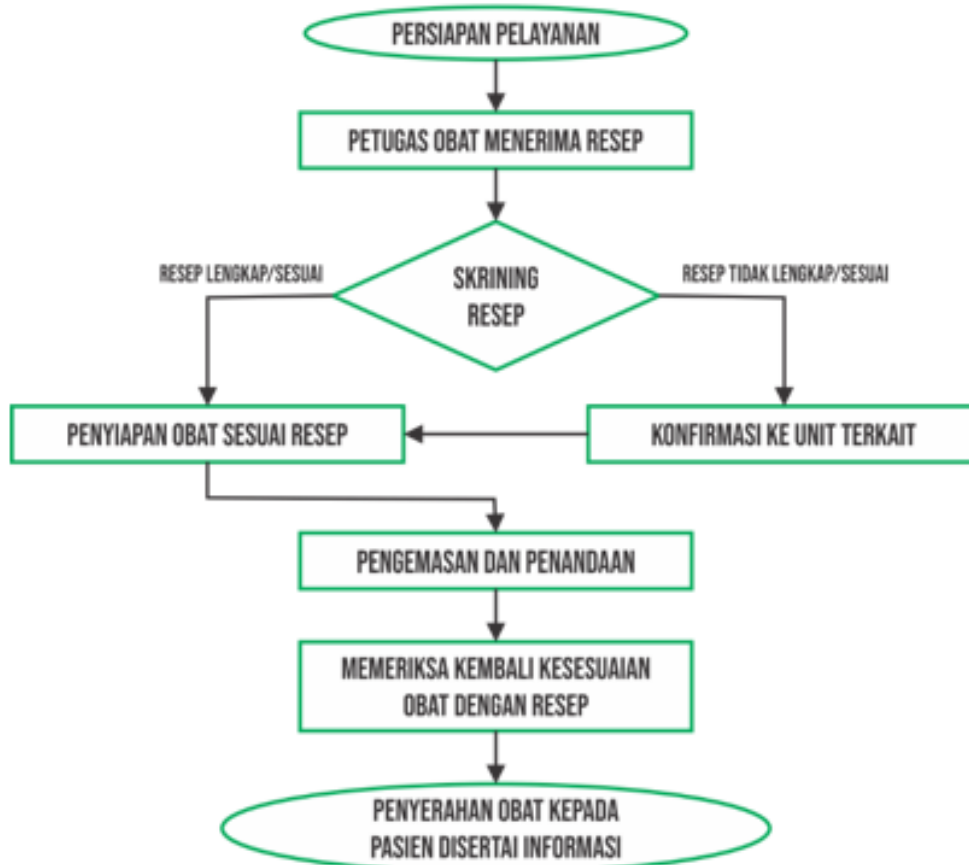 PERSIAPAN PELAYANAN
PETUGAS OBAT MENERIMA RESEP
RESEP LENGKAP/SESUAI
SKRINING
RESEP
RESEP TIDAK LENGKAP/SESUAI
PENYIAPAN OBAT SESUAI RESEP
KONFIRMASI KE UNIT TERKAIT
PENGEMASAN DAN PENANDAAN
MEMERIKSA KEMBALI KESESUAIAN
OBAT DENGAN RESEP
PENYERAHAN OBAT KEPADA
PASIEN DISERTAI INFORMASI